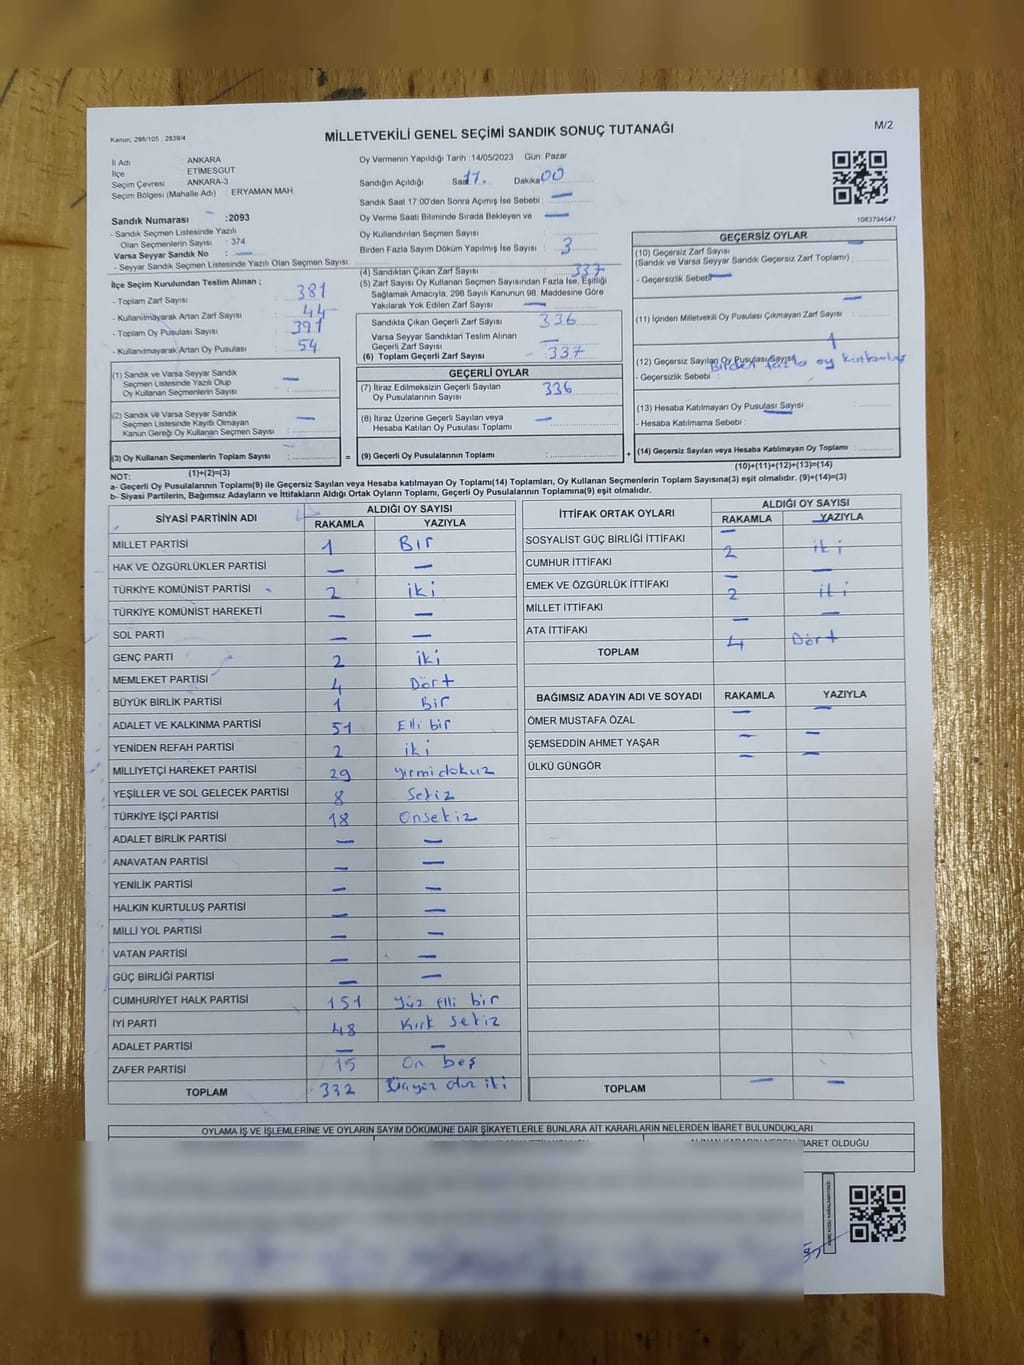 Kanun: 298/105 , 2839/4
MİLLETVEKİLİ GENEL SEÇİMİ SANDIK SONUÇ TUTANAĞI
M/2
İl Adı : ANKARA
İlçe : ETİMESGUT
Seçim Çevresi : ANKARA-3
Seçim Bölgesi (Mahalle Adı) : ERYAMAN MAH.
Sandık Numarası :2093
- Sandık Seçmen Listesinde Yazılı
Olan Seçmenlerin Sayısı : 374
Varsa Seyyar Sandık No : —
- Seyyar Sandık Seçmen Listesinde Yazılı Olan Seçmen Sayısı:
İlçe Seçim Kurulundan Teslim Alınan ;
- Toplam Zarf Sayısı : 381
- Kullanılmayarak Artan Zarf Sayısı : 44
- Toplam Oy Pusulası Sayısı : 391
- Kullanılmayarak Artan Oy Pusulası : 54
(1) Sandık ve Varsa Seyyar Sandık
Seçmen Listesinde Yazılı Olup
Oy Kullanan Seçmenlerin Sayısı : —
(2) Sandık ve Varsa Seyyar Sandık
Seçmen Listesinde Kayıtlı Olmayan
Kanun Gereği Oy Kullanan Seçmen Sayısı : —
(3) Oy Kullanan Seçmenlerin Toplam Sayısı :
Oy Vermenin Yapıldığı Tarih :14/05/2023 Gün: Pazar
Sandığın Açıldığı Saat 17. Dakika 00
Sandık Saat 17:00'den Sonra Açımış İse Sebebi : —
Oy Verme Saati Bitiminde Sırada Bekleyen ve —
Oy Kullandırılan Seçmen Sayısı :
Birden Fazla Sayım Döküm Yapılmış İse Sayısı : 3
(4) Sandıktan Çıkan Zarf Sayısı : 337
(5) Zarf Sayısı Oy Kullanan Seçmen Sayısından Fazla İse, Eşitliği
Sağlamak Amacıyla, 298 Sayılı Kanunun 98. Maddesine Göre
Yakılarak Yok Edilen Zarf Sayısı : —
Sandıkta Çıkan Geçerli Zarf Sayısı : 336
Varsa Seyyar Sandıktan Teslim Alınan
Geçerli Zarf Sayısı : —
(6) Toplam Geçerli Zarf Sayısı : 337
GEÇERLİ OYLAR
(7) İtiraz Edilmeksizin Geçerli Sayılan
Oy Pusulalarının Sayısı : 336
(8) İtiraz Üzerine Geçerli Sayılan veya
Hesaba Katılan Oy Pusulası Toplamı : —
= (9) Geçerli Oy Pusulalarının Toplamı :
1083794547
GEÇERSİZ OYLAR
(10) Geçersiz Zarf Sayısı —
(Sandık ve Varsa Seyyar Sandık Geçersiz Zarf Toplamı) :
- Geçersizlik Sebebi —
(11) İçinden Milletvekili Oy Pusulası Çıkmayan Zarf Sayısı : —
1
(12) Geçersiz Sayılan Oy Pusulası Sayısı
- Geçersizlik Sebebi : Birden fazla oy
(13) Hesaba Katılmayan Oy Pusulası Sayısı :
- Hesaba Katılmama Sebebi : —
+ (14) Geçersiz Sayılan veya Hesaba Katılmayan Oy Toplamı :
(1)+(2)=(3)
(10)+(11)+(12)+(13)=(14)
NOT:
a- Geçerli Oy Pusulalarının Toplamı(9) ile Geçersiz Sayılan veya Hesaba katılmayan Oy Toplamı(14) Toplamları, Oy Kullanan Seçmenlerin Toplam Sayısına(3) eşit olmalıdır. (9)+(14)=(3)
b- Siyasi Partilerin, Bağımsız Adayların ve İttifakların Aldığı Ortak Oyların Toplamı, Geçerli Oy Pusulalarının Toplamına(9) eşit olmalıdır.
SİYASİ PARTİNİN ADI ALDIĞI OY SAYISI
RAKAMLA YAZIYLA
MİLLET PARTİSİ 1 Bir
HAK VE ÖZGÜRLÜKLER PARTİSİ — —
TÜRKİYE KOMÜNİST PARTİSİ 2 iki
TÜRKİYE KOMÜNİST HAREKETİ — —
SOL PARTİ — —
GENÇ PARTİ 2 iki
MEMLEKET PARTİSİ 4 Dört
BÜYÜK BİRLİK PARTİSİ 1 Bir
ADALET VE KALKINMA PARTİSİ 51 Elli bir
YENİDEN REFAH PARTİSİ 2 iki
MİLLİYETÇİ HAREKET PARTİSİ 29 yirmi dokuz
YEŞİLLER VE SOL GELECEK PARTİSİ 8 Sekiz
TÜRKİYE İŞÇİ PARTİSİ 18 Onsekiz
ADALET BİRLİK PARTİSİ — —
ANAVATAN PARTİSİ —
YENİLİK PARTİSİ — —
HALKIN KURTULUŞ PARTİSİ — —
MİLLİ YOL PARTİSİ — —
VATAN PARTİSİ — —
GÜÇ BİRLİĞİ PARTİSİ — —
CUMHURİYET HALK PARTİSİ 151 Yüz elli bir
İYİ PARTİ 48 Kırk sekiz
ADALET PARTİSİ — —
ZAFER PARTİSİ 15 On beş
TOPLAM 332 Üçyüz otuz iki
İTTİFAK ORTAK OYLARI ALDIĞI OY SAYISI
RAKAMLA YAZIYLA
SOSYALİST GÜÇ BİRLİĞİ İTTİFAKI — —
CUMHUR İTTİFAKI 2 iki
EMEK VE ÖZGÜRLÜK İTTİFAKI — —
MİLLET İTTİFAKI 2 iki
ATA İTTİFAKI — —
TOPLAM 4 Dört
BAĞIMSIZ ADAYIN ADI VE SOYADI RAKAMLA YAZIYLA
ÖMER MUSTAFA ÖZAL — —
ŞEMSEDDİN AHMET YAŞAR — —
ÜLKÜ GÜNGÖR — —
TOPLAM — —
OYLAMA İŞ VE İŞLEMLERİNE VE OYLARIN SAYIM DÖKÜMÜNE DAİR ŞİKAYETLERLE BUNLARA AİT KARARLARIN NELERDEN İBARET BULUNDUKLARI
İBARET OLDUĞU